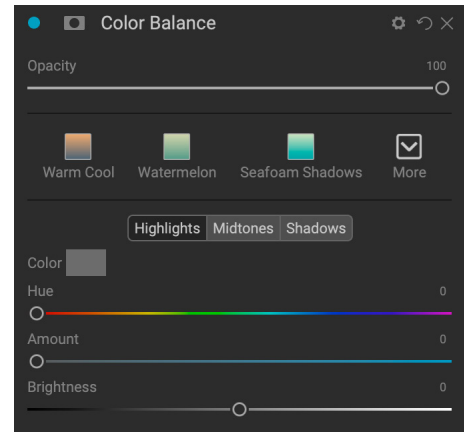 Color Balance
Opacity 100
Warm Cool Watermelon Seafoam Shadows More
Highlights Midtones Shadows
Color
Hue 0
Amount 0
Brightness 0